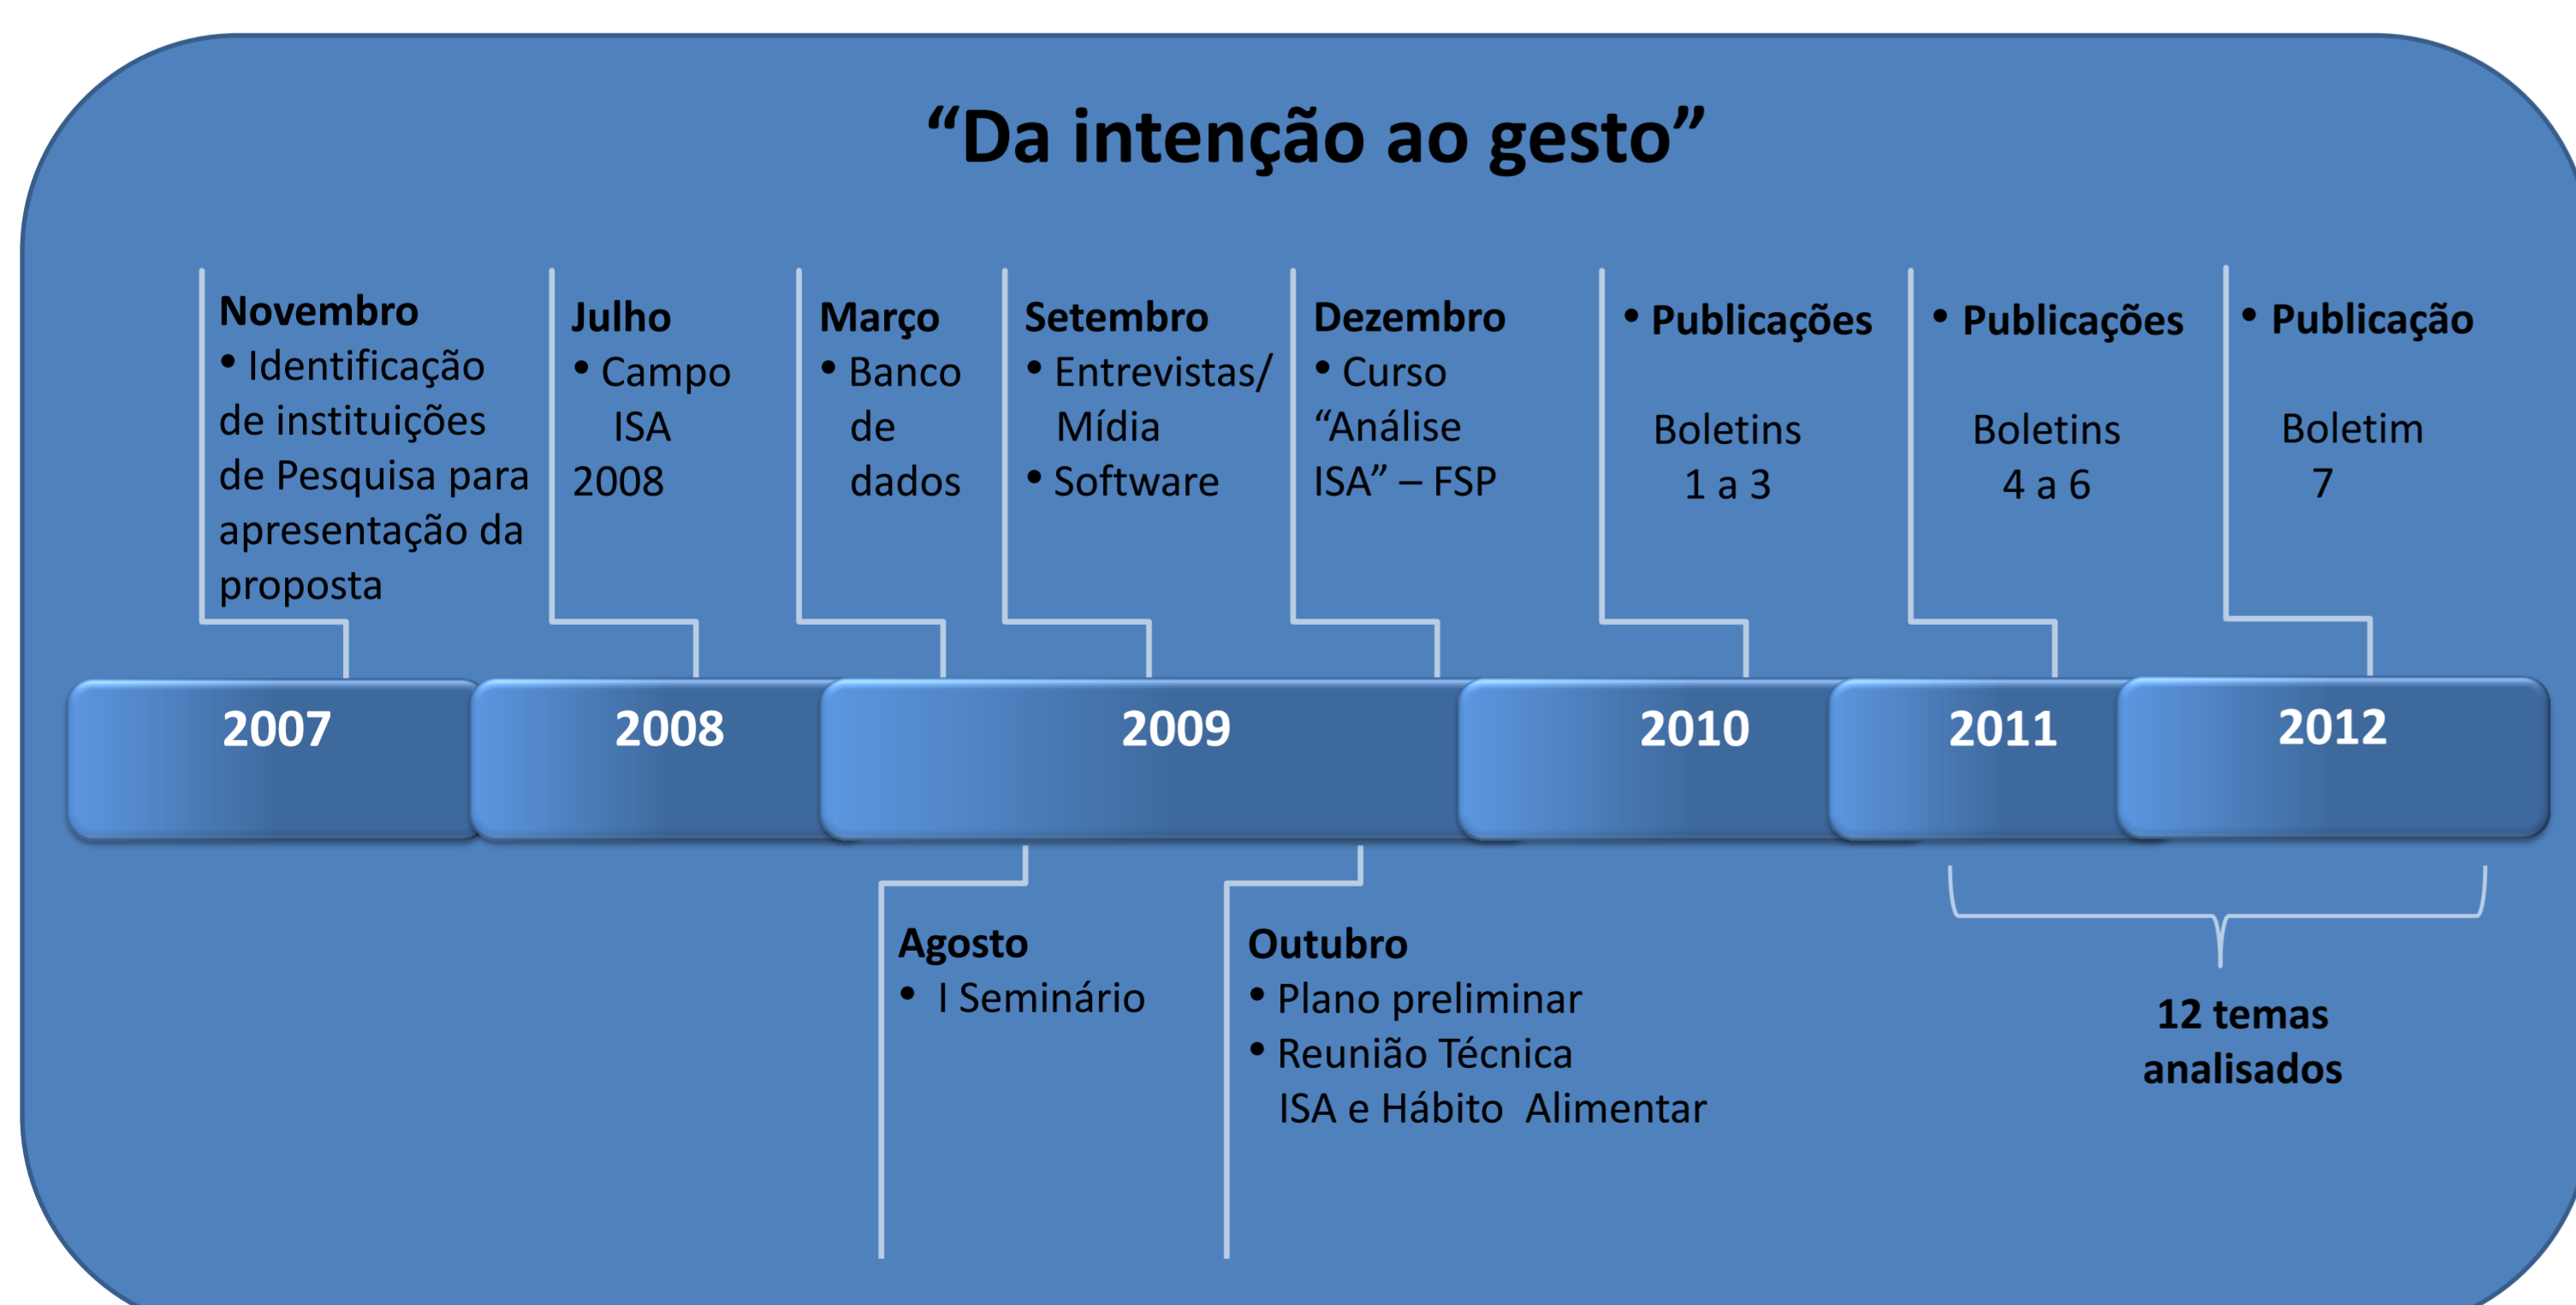 “Da intenção ao gesto”
Novembro
• Identificação
de instituições
de Pesquisa para
apresentação da
proposta
Julho
• Campo
ISA
2008
Março
• Banco
de
dados
Setembro
• Entrevistas/
Mídia
• Software
Dezembro
• Curso
“Análise
ISA” – FSP
• Publicações
Boletins
1 a 3
• Publicações
Boletins
4 a 6
• Publicação
Boletim
7
2007
2008
2009
2010
2011
2012
Agosto
• I Seminário
Outubro
• Plano preliminar
• Reunião Técnica
ISA e Hábito Alimentar
12 temas
analisados